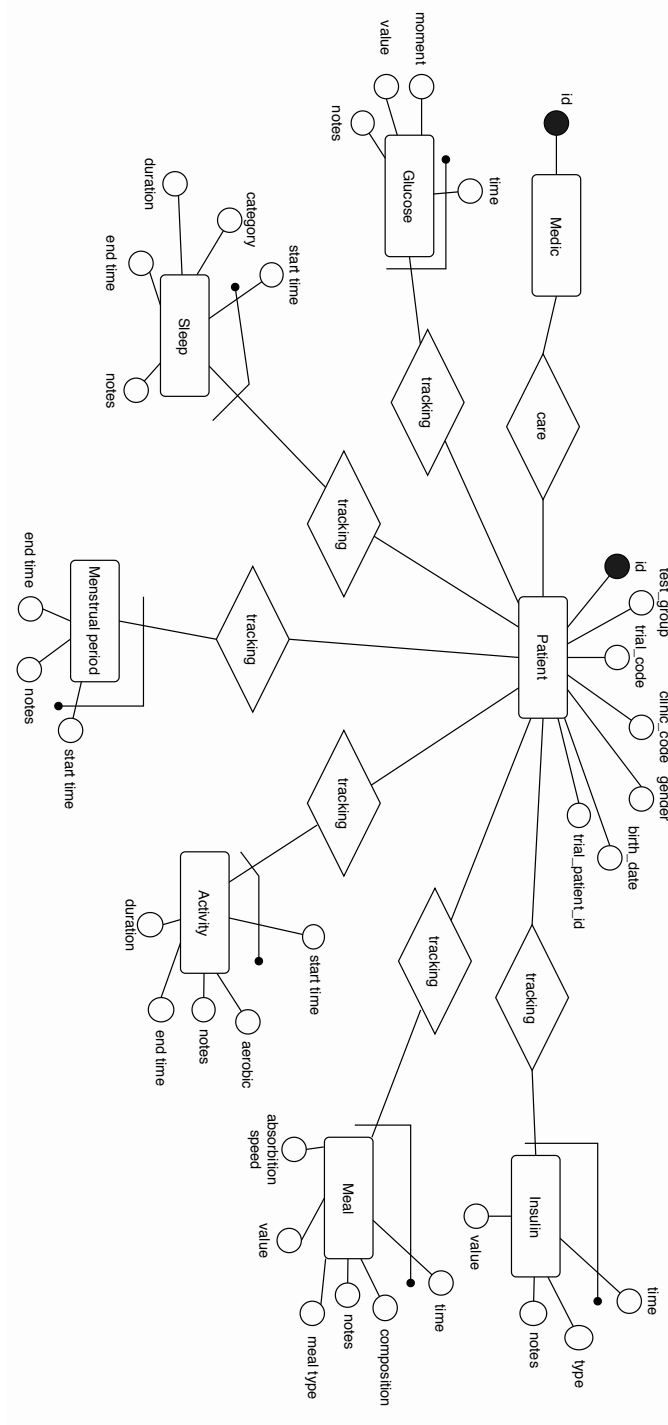 test_group
clinic_code
gender
time
id
trial_code
birth_date
trial_patient_id
type
id
Medic
care
Patient
tracking
Insulin
notes
value
time
moment
value
notes
Glucose
tracking
tracking
time
composition
notes
meal type
Meal
value
absorbition
speed
start time
category
duration
end time
notes
Sleep
tracking
tracking
start time
aerobic
notes
end time
Activity
duration
tracking
Menstrual period
start time
notes
end time